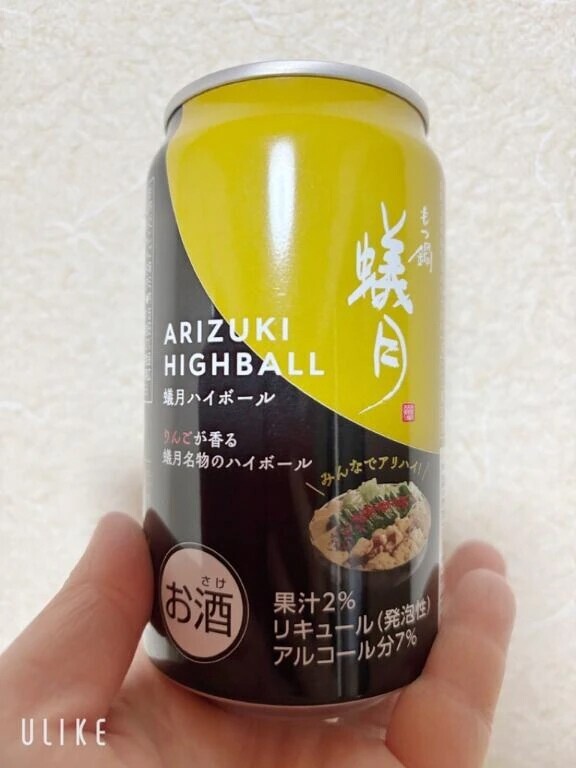 もつ鍋
蟻月
ARIZUKI
HIGHBALL
蟻月ハイボール
りんごが香る
蟻月名物のハイボール
みんなでアリハイ!
さけ
お酒
果汁2%
リキュール(発泡性)
アルコール分7%
ULIKE